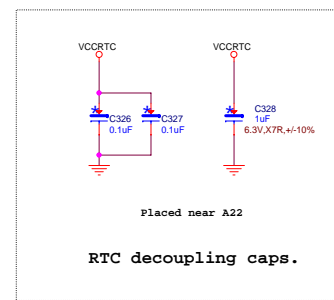 VCCRTC VCCRTC
C326 C327 C328
0.1uF 0.1uF 1uF
6.3V,X7R,+/-10%
Placed near A22
RTC decoupling caps.